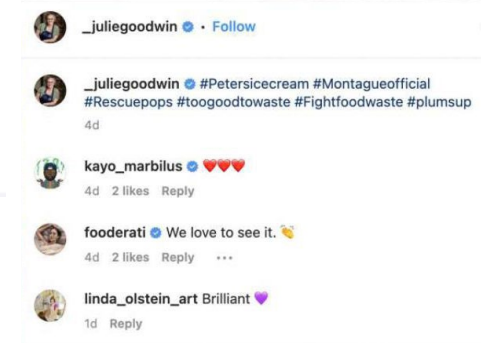 _juliegoodwin • Follow
_juliegoodwin #Petersicecream #Montagueofficial
#Rescuepops #toogoodtowaste #Fightfoodwaste #plumsup
4d
kayo_marbilus ❤️❤️❤️
4d 2 likes Reply
fooderati We love to see it. 👏
4d 2 likes Reply ...
linda_olstein_art Brilliant 💜
1d Reply